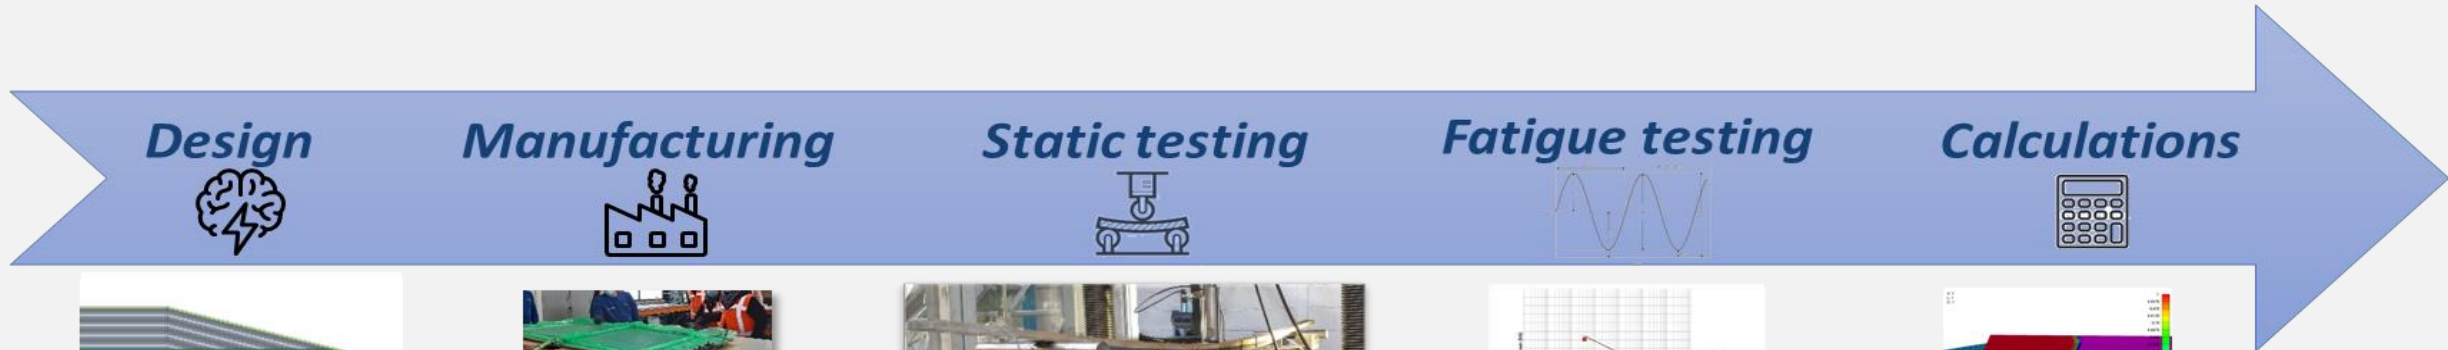 Design
Manufacturing
Static testing
Fatigue testing
Calculations